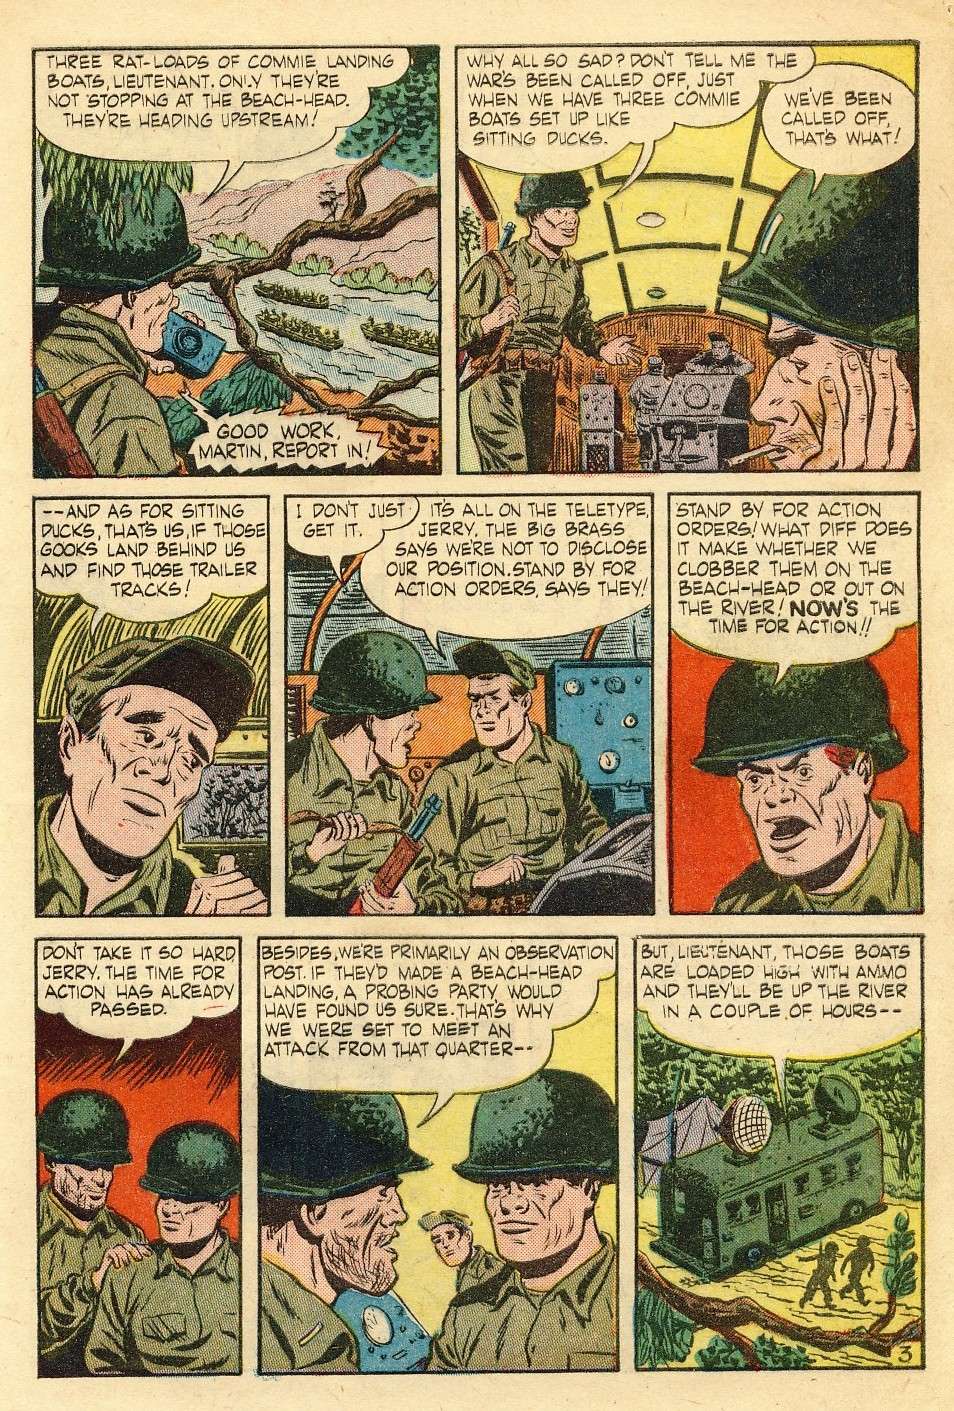 THREE RAT-LOADS OF COMMIE LANDING
BOATS, LIEUTENANT. ONLY THEY'RE
NOT STOPPING AT THE BEACH-HEAD.
THEY'RE HEADING UPSTREAM!
GOOD WORK,
MARTIN, REPORT IN!
WHY ALL SO SAD? DON'T TELL ME THE
WAR'S BEEN CALLED OFF, JUST
WHEN WE HAVE THREE COMMIE
BOATS SET UP LIKE
SITTING DUCKS.
WE'VE BEEN
CALLED OFF,
THAT'S WHAT!
--AND AS FOR SITTING
DUCKS, THAT'S US, IF THOSE
GOOKS LAND BEHIND US
AND FIND THOSE TRAILER
TRACKS!
I DON'T JUST
GET IT.
IT'S ALL ON THE TELETYPE,
JERRY. THE BIG BRASS
SAYS WE'RE NOT TO DISCLOSE
OUR POSITION. STAND BY FOR
ACTION ORDERS, SAYS THEY!
STAND BY FOR ACTION
ORDERS! WHAT DIFF DOES
IT MAKE WHETHER WE
CLOBBER THEM ON THE
BEACH-HEAD OR OUT ON
THE RIVER! NOW'S THE
TIME FOR ACTION!!
DON'T TAKE IT SO HARD,
JERRY. THE TIME FOR
ACTION HAS ALREADY
PASSED.
BESIDES, WE'RE PRIMARILY AN OBSERVATION
POST. IF THEY'D MADE A BEACH-HEAD
LANDING, A PROBING PARTY WOULD
HAVE FOUND US SURE. THAT'S WHY
WE WERE SET TO MEET AN
ATTACK FROM THAT QUARTER--
BUT, LIEUTENANT, THOSE BOATS
ARE LOADED HIGH WITH AMMO
AND THEY'LL BE UP THE RIVER
IN A COUPLE OF HOURS--
3